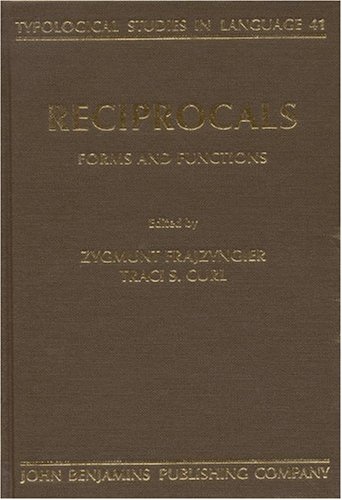 TYPOLOGICAL STUDIES IN LANGUAGE 41
RECIPROCALS
FORMS AND FUNCTIONS
Edited by
ZYGMUNT FRAJZYNGIER
TRACI S. CURL
JOHN BENJAMINS PUBLISHING COMPANY